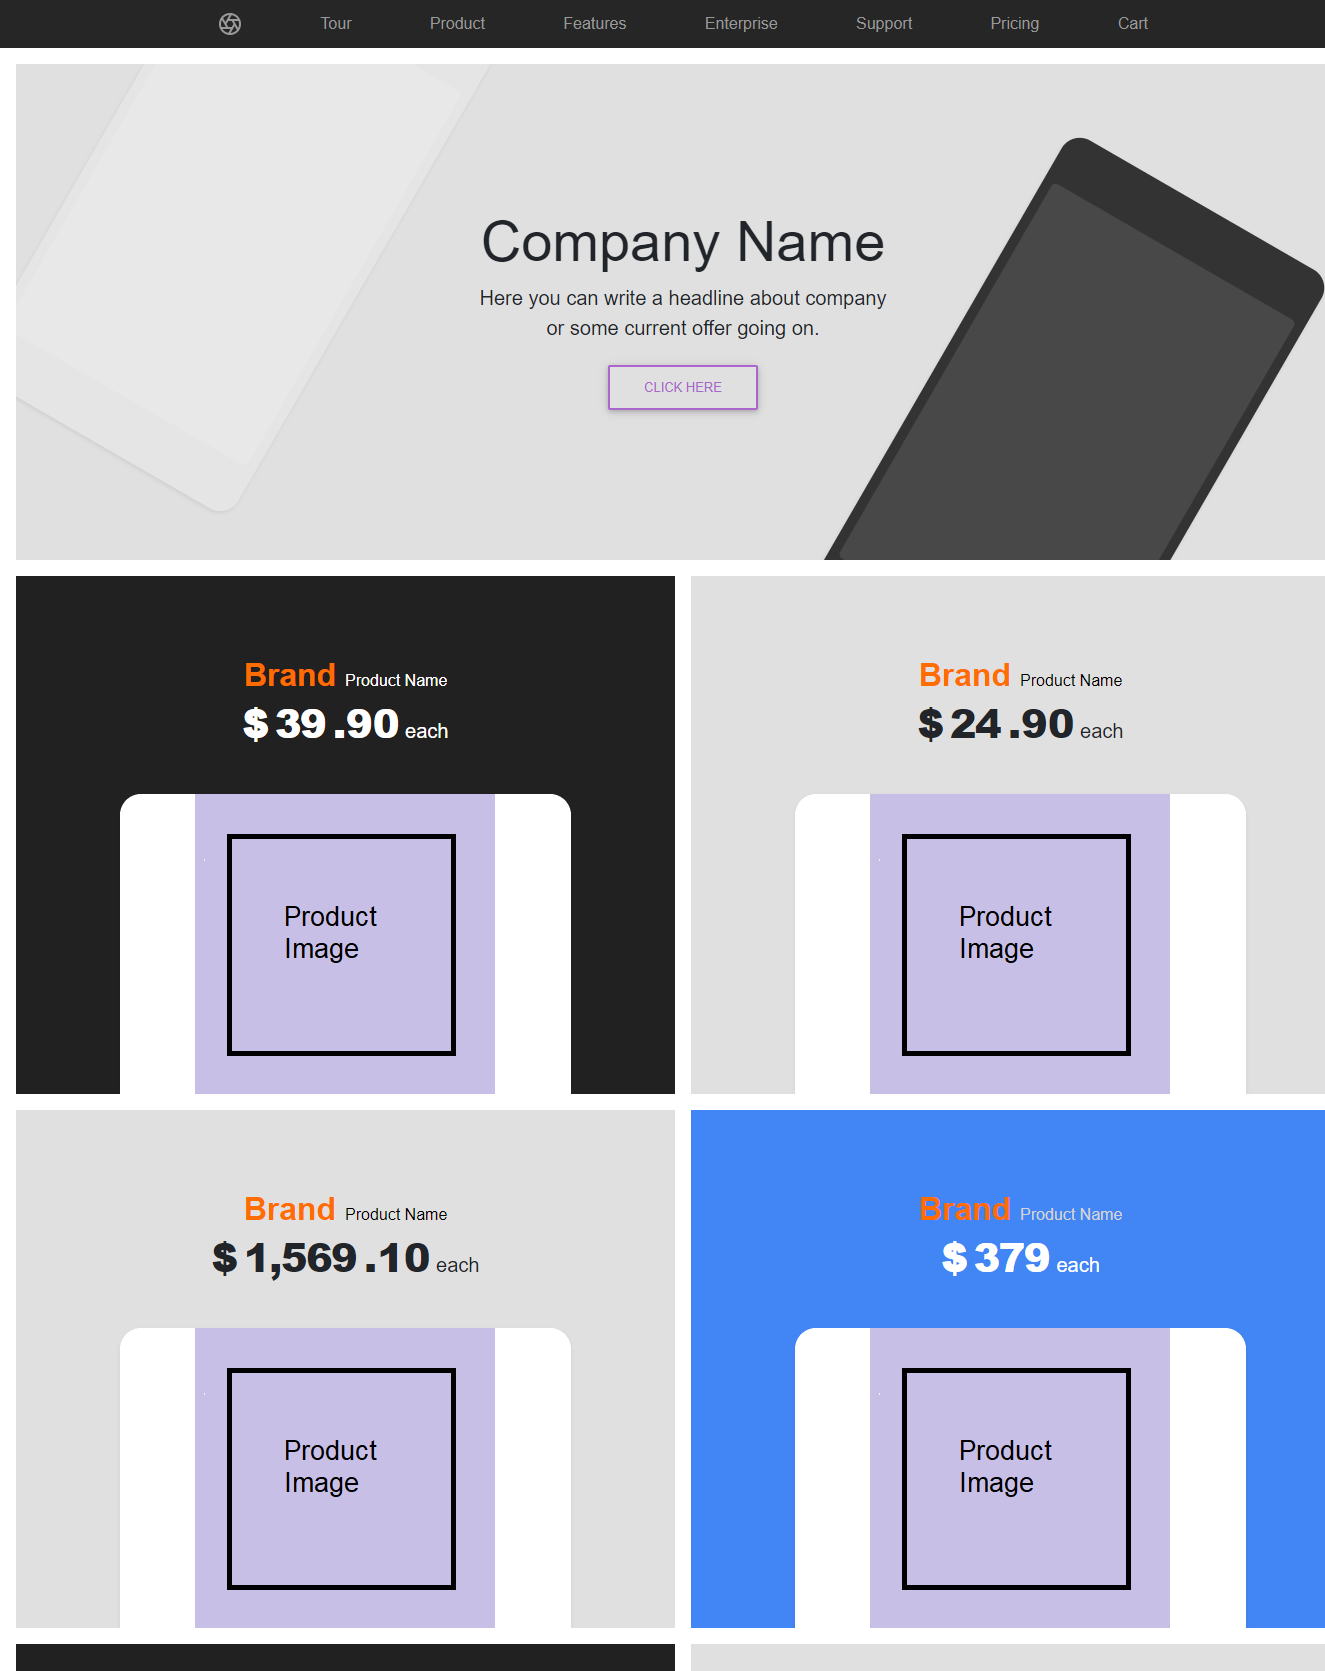 Tour Product Features Enterprise Support Pricing Cart
Company Name
Here you can write a headline about company
or some current offer going on.
CLICK HERE
Brand Product Name
$ 39 .90 each
Product
Image
Brand Product Name
$ 24 .90 each
Product
Image
Brand Product Name
$ 1,569 .10 each
Product
Image
Brand Product Name
$ 379 each
Product
Image